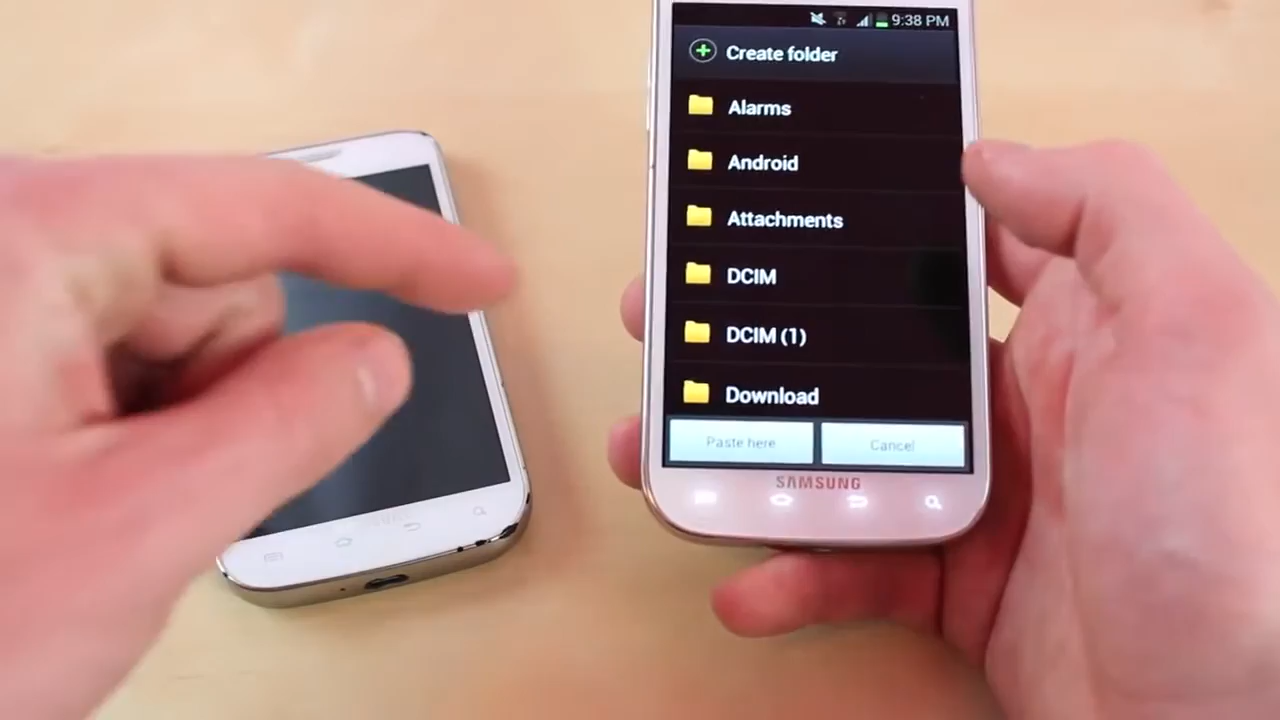 9:38 PM
Create folder
Alarms
Android
Attachments
DCIM
DCIM (1)
Download
Paste here
Cancel
SAMSUNG